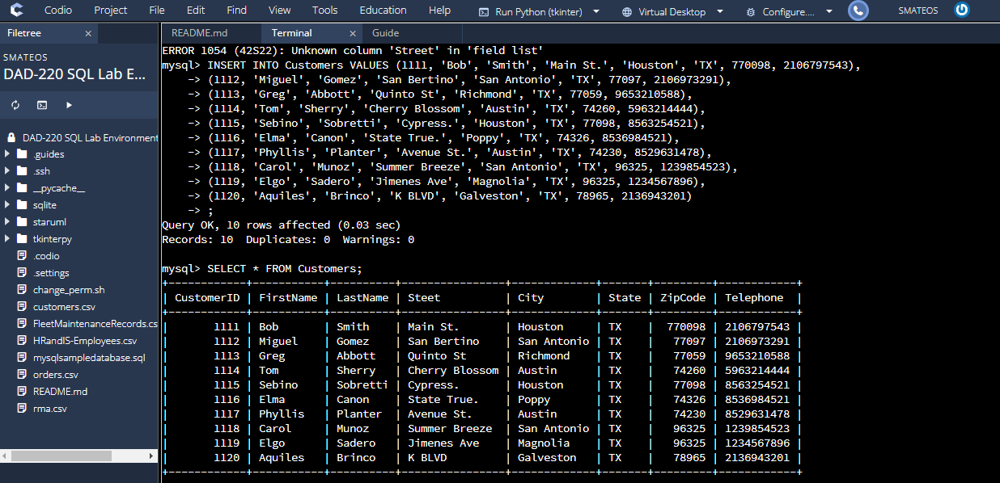 Codio Project File Edit Find View Tools Education Help Run Python (tkinter) Virtual Desktop Configure.... SMATEOS
Filetree × README.md Terminal × Guide
SMATEOS
DAD-220 SQL Lab E...
DAD-220 SQL Lab Environment
.guides
.ssh
__pycache__
sqlite
staruml
tkinterpy
.codio
.settings
change_perm.sh
customers.csv
FleetMaintenanceRecords.cs
HRandIS-Employees.csv
mysqlsampledatabase.sql
orders.csv
README.md
rma.csv
ERROR 1054 (42S22): Unknown column 'Street' in 'field list'
mysql> INSERT INTO Customers VALUES (1111, 'Bob', 'Smith', 'Main St.', 'Houston', 'TX', 770098, 2106797543),
-> (1112, 'Miguel', 'Gomez', 'San Bertino', 'San Antonio', 'TX', 77097, 2106973291),
-> (1113, 'Greg', 'Abbott', 'Quinto St', 'Richmond', 'TX', 77059, 9653210588),
-> (1114, 'Tom', 'Sherry', 'Cherry Blossom', 'Austin', 'TX', 74260, 5963214444),
-> (1115, 'Sebino', 'Sobretti', 'Cypress.', 'Houston', 'TX', 77098, 8563254521),
-> (1116, 'Elma', 'Canon', 'State True.', 'Poppy', 'TX', 74326, 8536984521),
-> (1117, 'Phyllis', 'Planter', 'Avenue St.', 'Austin', 'TX', 74230, 8529631478),
-> (1118, 'Carol', 'Munoz', 'Summer Breeze', 'San Antonio', 'TX', 96325, 1239854523),
-> (1119, 'Elgo', 'Sadero', 'Jimenes Ave', 'Magnolia', 'TX', 96325, 1234567896),
-> (1120, 'Aquiles', 'Brinco', 'K BLVD', 'Galveston', 'TX', 78965, 2136943201)
-> ;
Query OK, 10 rows affected (0.03 sec)
Records: 10 Duplicates: 0 Warnings: 0
mysql> SELECT * FROM Customers;
+------------+-----------+----------+----------------+-------------+-------+---------+------------+
| CustomerID | FirstName | LastName | Steet | City | State | ZipCode | Telephone |
+------------+-----------+----------+----------------+-------------+-------+---------+------------+
| 1111 | Bob | Smith | Main St. | Houston | TX | 770098 | 2106797543 |
| 1112 | Miguel | Gomez | San Bertino | San Antonio | TX | 77097 | 2106973291 |
| 1113 | Greg | Abbott | Quinto St | Richmond | TX | 77059 | 9653210588 |
| 1114 | Tom | Sherry | Cherry Blossom | Austin | TX | 74260 | 5963214444 |
| 1115 | Sebino | Sobretti | Cypress. | Houston | TX | 77098 | 8563254521 |
| 1116 | Elma | Canon | State True. | Poppy | TX | 74326 | 8536984521 |
| 1117 | Phyllis | Planter | Avenue St. | Austin | TX | 74230 | 8529631478 |
| 1118 | Carol | Munoz | Summer Breeze | San Antonio | TX | 96325 | 1239854523 |
| 1119 | Elgo | Sadero | Jimenes Ave | Magnolia | TX | 96325 | 1234567896 |
| 1120 | Aquiles | Brinco | K BLVD | Galveston | TX | 78965 | 2136943201 |
+------------+-----------+----------+----------------+-------------+-------+---------+------------+